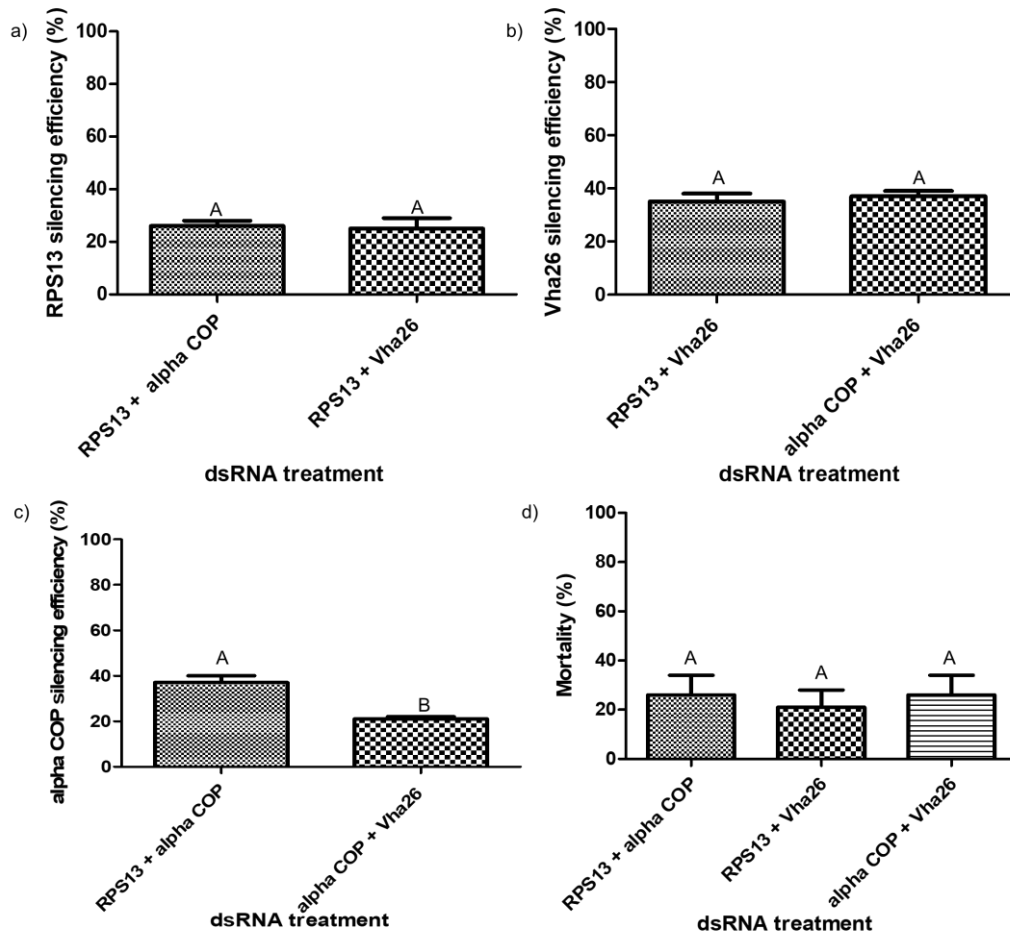 a)
RPS13 silencing efficiency (%)
100
80
60
40
20
0
A
A
RPS13 + alpha COP
RPS13 + Vha26
dsRNA treatment
b)
Vha26 silencing efficiency (%)
100
80
60
40
20
0
A
A
RPS13 + Vha26
alpha COP + Vha26
dsRNA treatment
c)
alpha COP silencing efficiency (%)
100
80
60
40
20
0
A
B
RPS13 + alpha COP
alpha COP + Vha26
dsRNA treatment
d)
Mortality (%)
100
80
60
40
20
0
A
A
A
RPS13 + alpha COP
RPS13 + Vha26
alpha COP + Vha26
dsRNA treatment